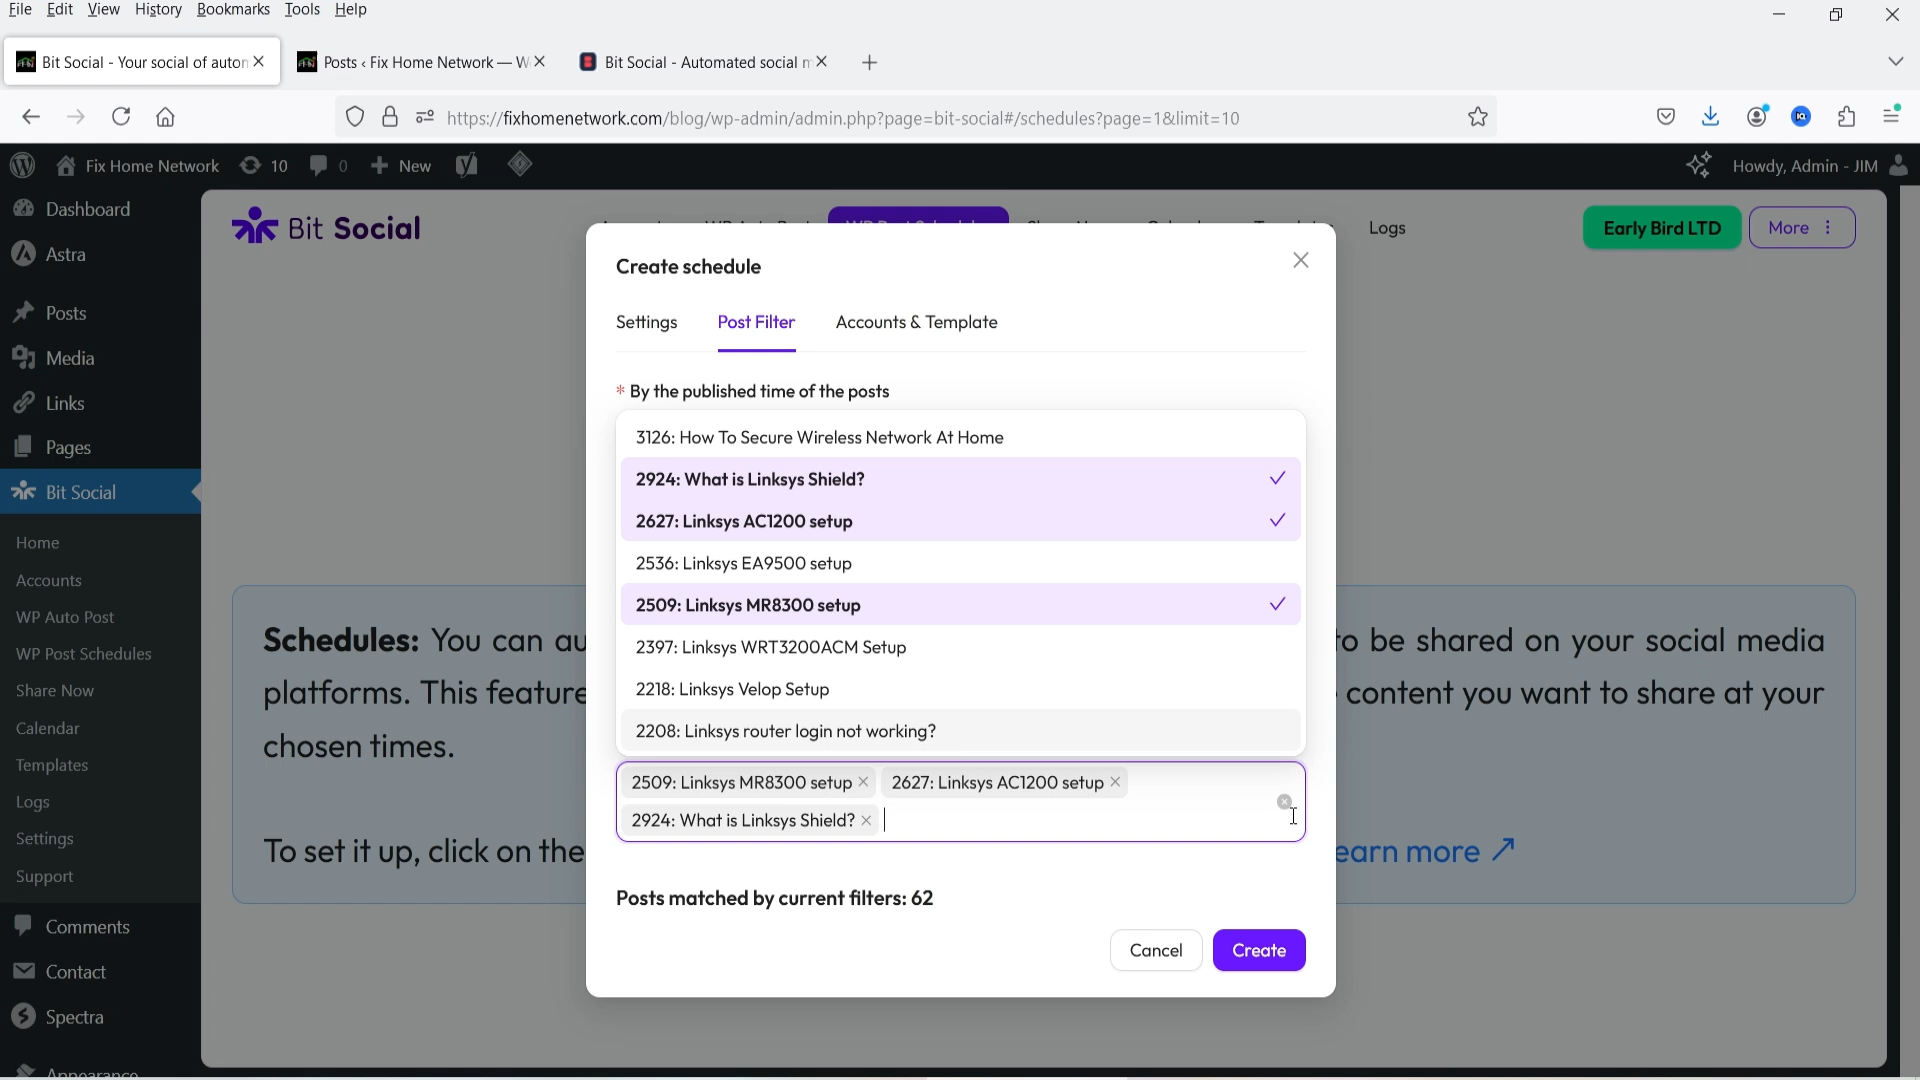 File Edit View History Bookmarks Tools Help
Bit Social - Your social of auton
Posts ‹ Fix Home Network — W
Bit Social - Automated social m
https://fixhomenetwork.com/blog/wp-admin/admin.php?page=bit-social#/schedules?page=1&limit=10
Fix Home Network 10 0 New
Howdy, Admin - JIM
Dashboard
Astra
Posts
Media
Links
Pages
Bit Social
Home
Accounts
WP Auto Post
WP Post Schedules
Share Now
Calendar
Templates
Logs
Settings
Support
Comments
Contact
Spectra
Appearance
Bit Social
Logs
Early Bird LTD
More
Create schedule
Settings Post Filter Accounts & Template
* By the published time of the posts
3126: How To Secure Wireless Network At Home
2924: What is Linksys Shield?
2627: Linksys AC1200 setup
2536: Linksys EA9500 setup
2509: Linksys MR8300 setup
2397: Linksys WRT3200ACM Setup
2218: Linksys Velop Setup
2208: Linksys router login not working?
2509: Linksys MR8300 setup 2627: Linksys AC1200 setup
2924: What is Linksys Shield?
Posts matched by current filters: 62
Cancel Create
Schedules: You can au to be shared on your social media
platforms. This feature content you want to share at your
chosen times.
To set it up, click on the earn more